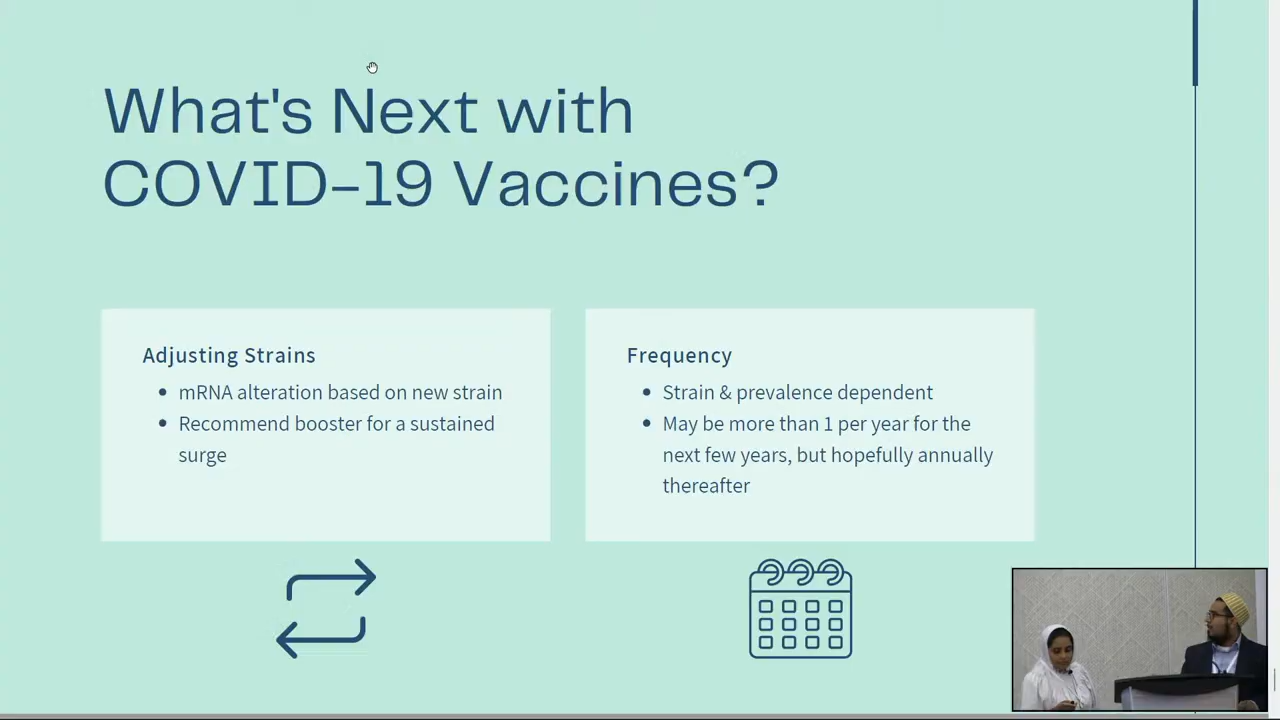 What's Next with
COVID-19 Vaccines?
Adjusting Strains
• mRNA alteration based on new strain
• Recommend booster for a sustained
surge
Frequency
• Strain & prevalence dependent
• May be more than 1 per year for the
next few years, but hopefully annually
thereafter